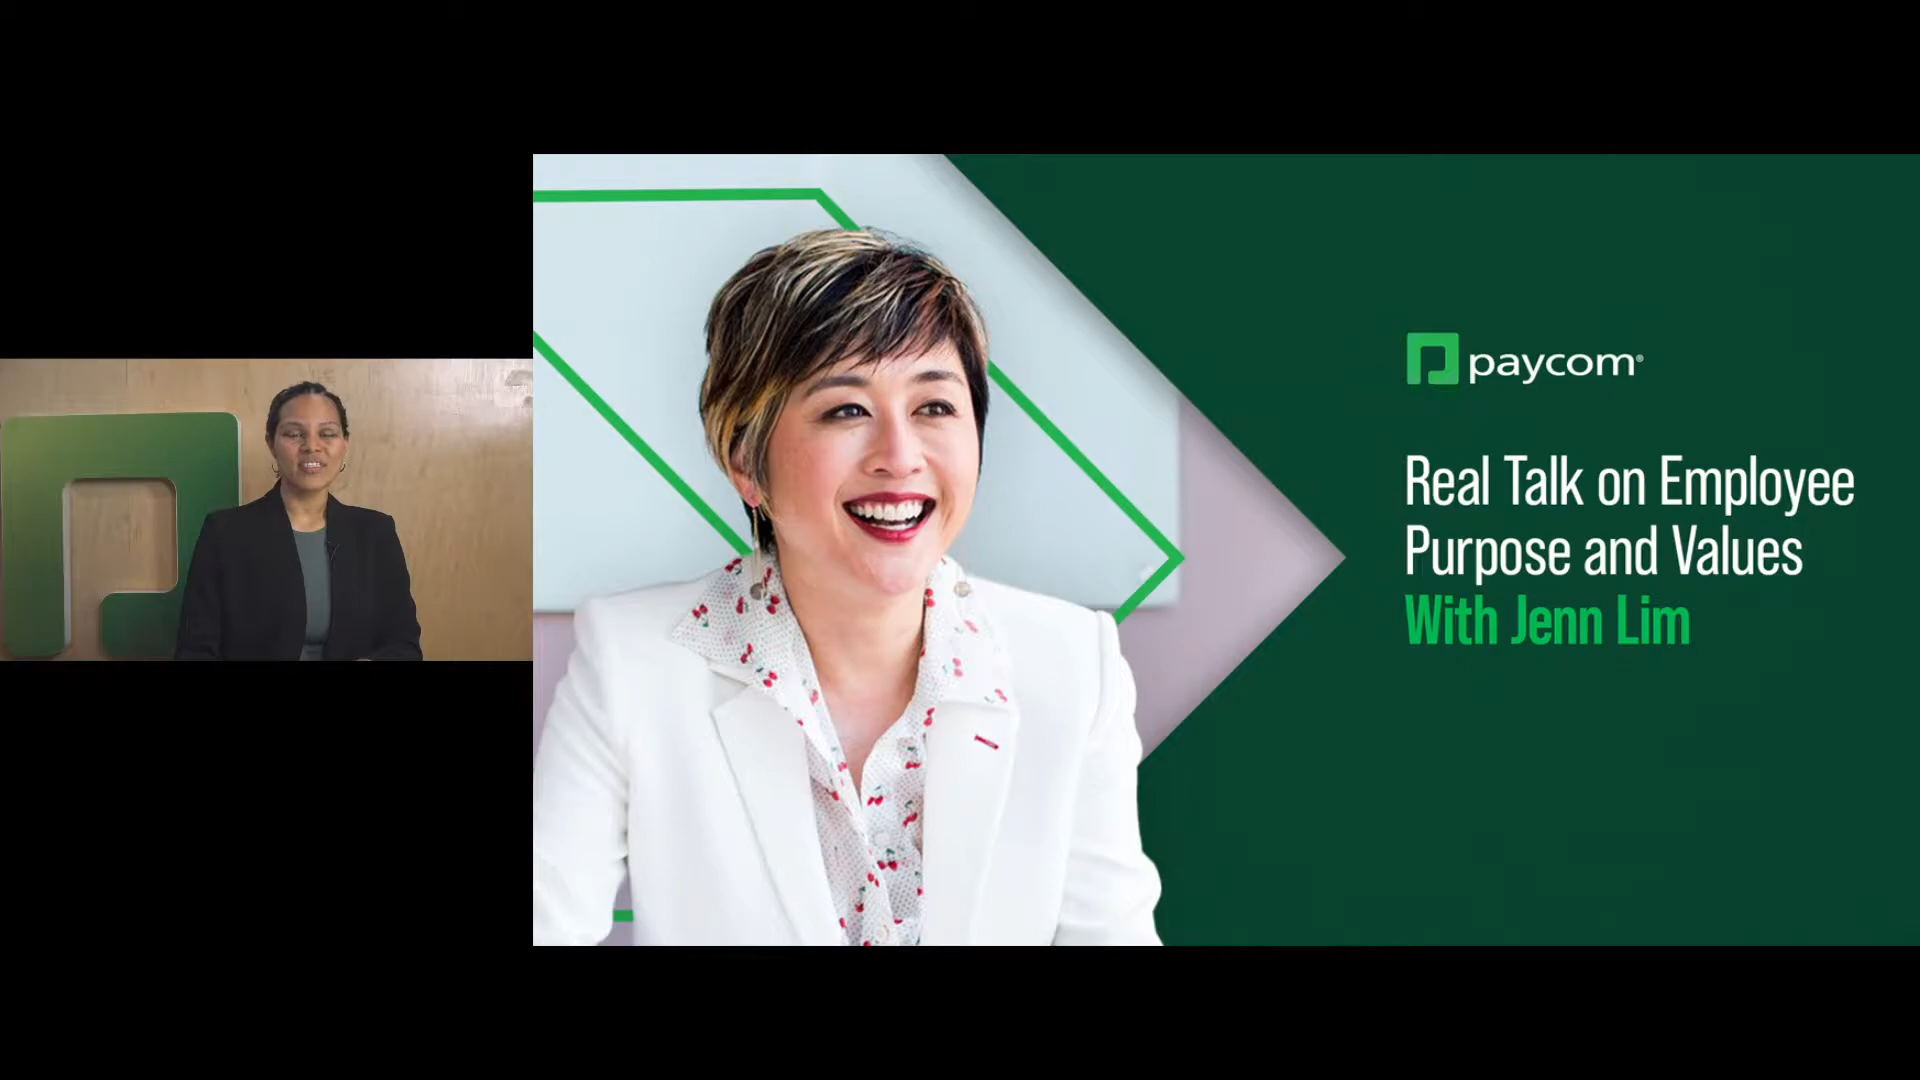 paycom®
Real Talk on Employee
Purpose and Values
With Jenn Lim